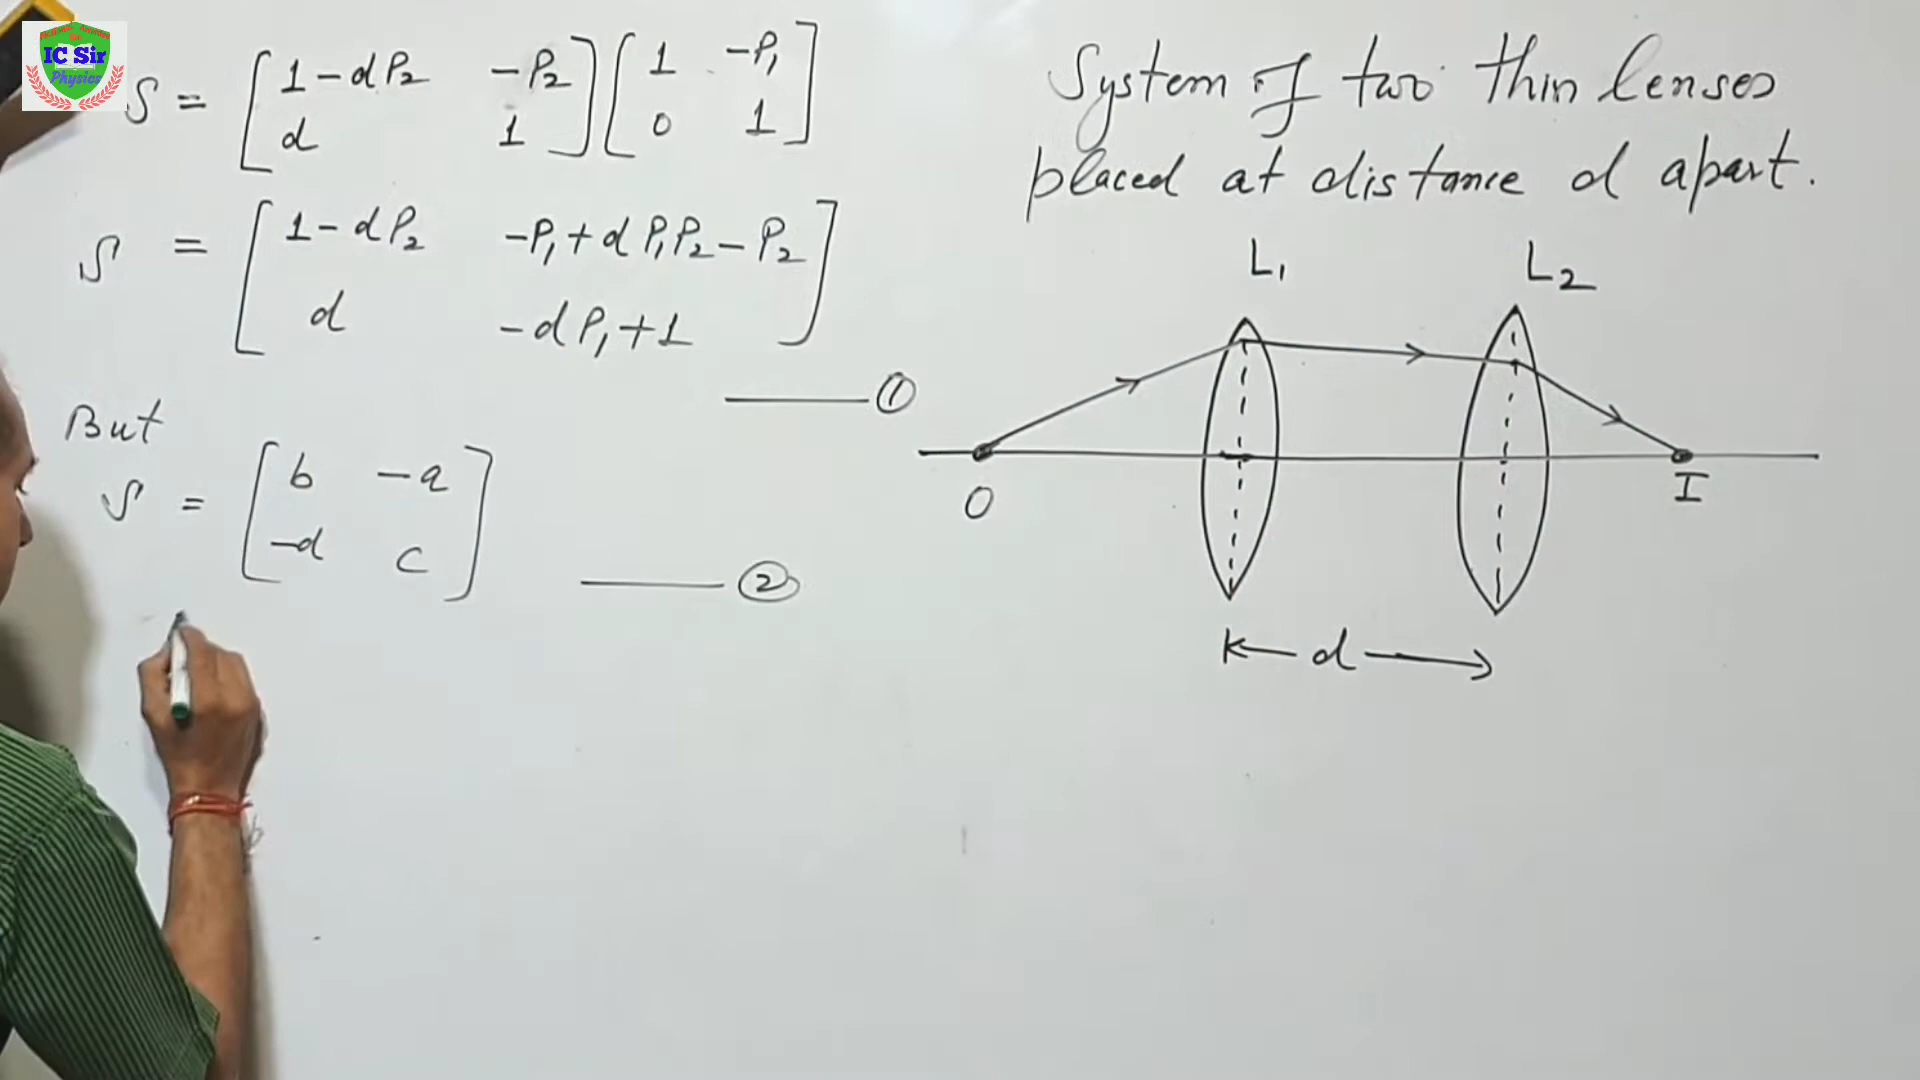 IC Sir
Physics
S = [1-dP₂ -P₂] [1 -P₁]
[d 1] [0 1]
S = [1-dP₂ -P₁+dP₁P₂-P₂]
[d -dP₁+1]
①
But
S = [b -a]
[-d c]
②
System of two thin lenses
placed at distance d apart.
L₁ L₂
O I
d